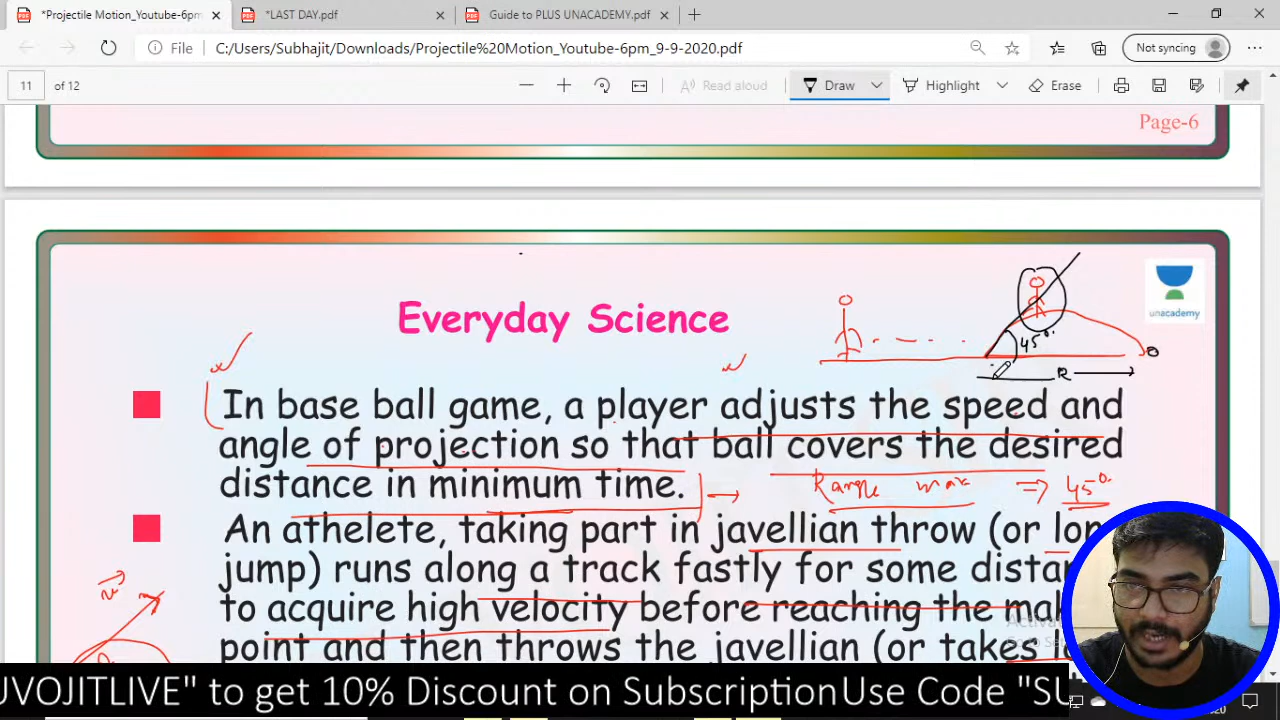 *Projectile Motion_Youtube-6pm
*LAST DAY.pdf
Guide to PLUS UNACADEMY.pdf
File
C:/Users/Subhajit/Downloads/Projectile%20Motion_Youtube-6pm_9-9-2020.pdf
Not syncing
11 of 12
Read aloud
Draw
Highlight
Erase
Page-6
Everyday Science
unacademy
45°
R
In base ball game, a player adjusts the speed and
angle of projection so that ball covers the desired
distance in minimum time.
Range max ⇒ 45°
An athelete, taking part in javellian throw (or lon
jump) runs along a track fastly for some distan
to acquire high velocity before reaching the ma
point and then throws the javellian (or takes
v
UVOJITLIVE" to get 10% Discount on SubscriptionUse Code "SU